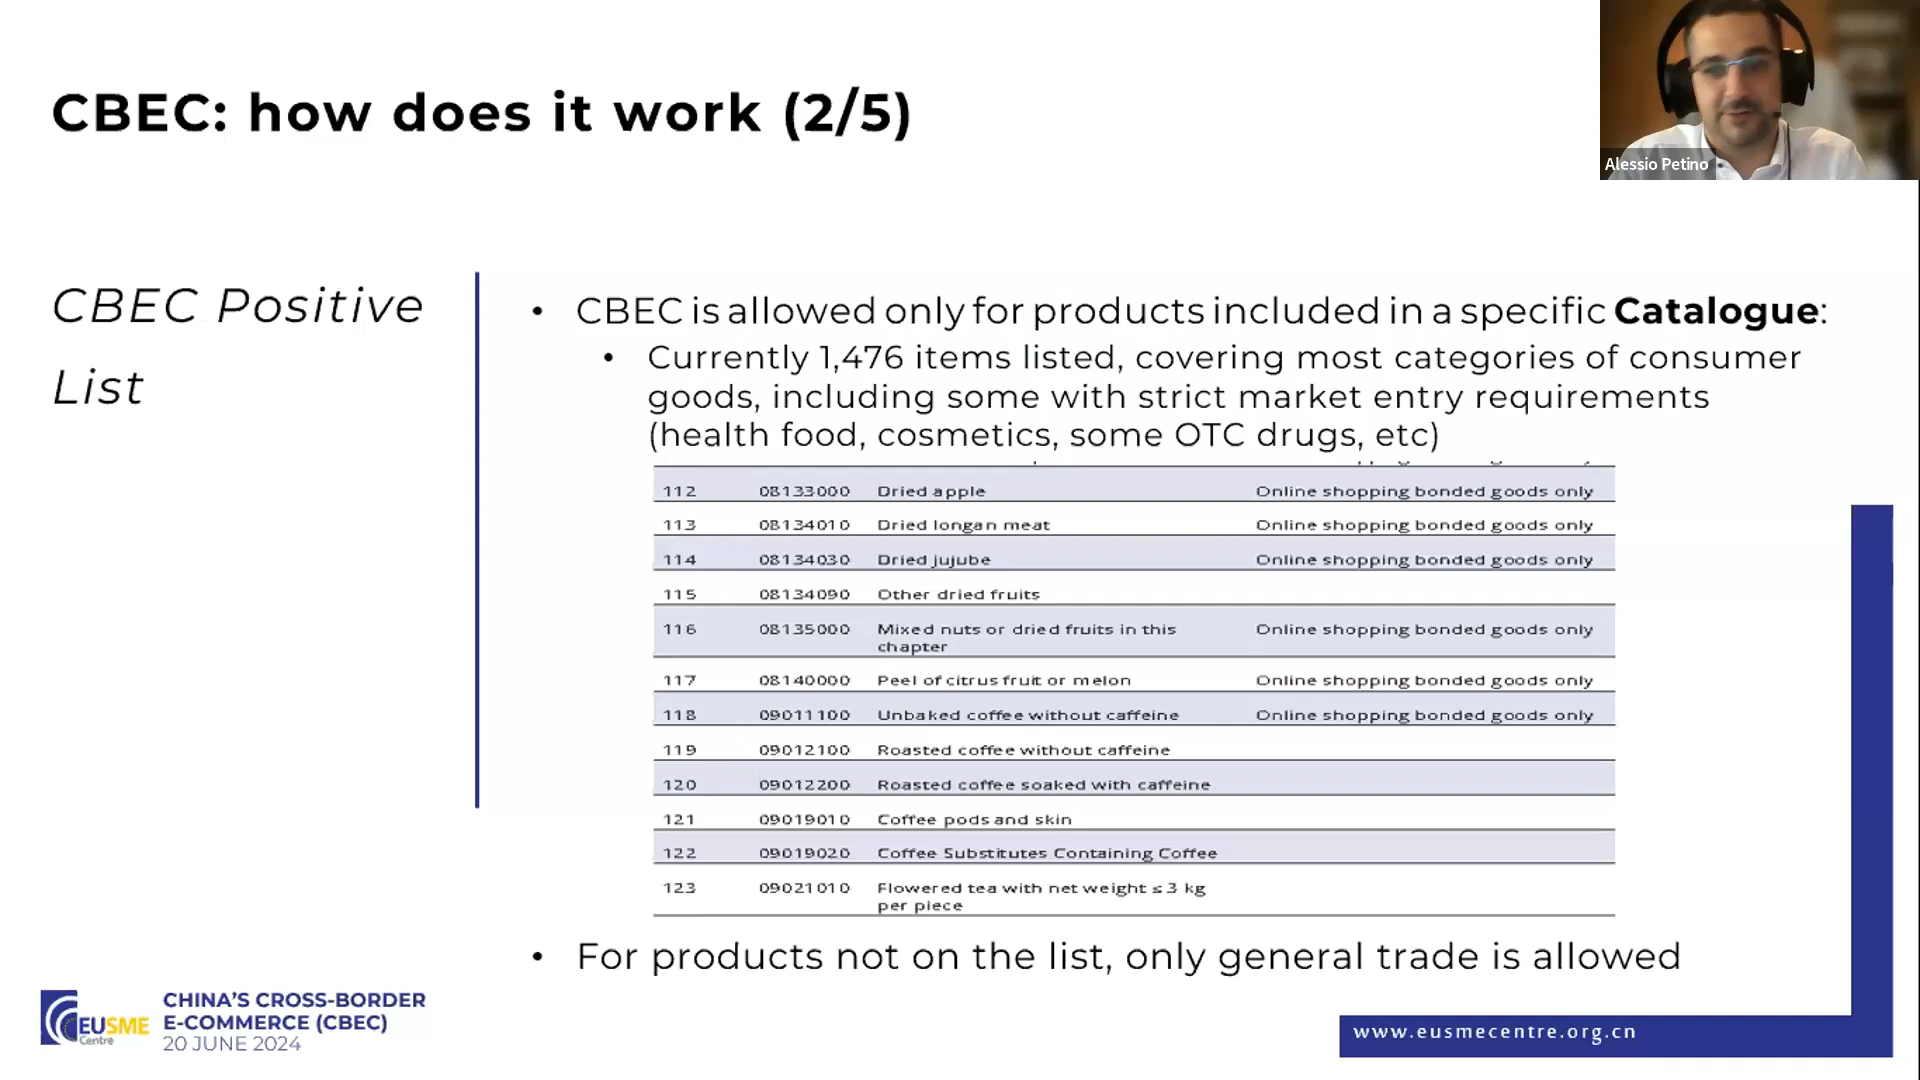 CBEC: how does it work (2/5)
Alessio Petino
CBEC Positive
List
• CBEC is allowed only for products included in a specific Catalogue:
• Currently 1,476 items listed, covering most categories of consumer
goods, including some with strict market entry requirements
(health food, cosmetics, some OTC drugs, etc)
112 08133000 Dried apple Online shopping bonded goods only
113 08134010 Dried longan meat Online shopping bonded goods only
114 08134030 Dried jujube Online shopping bonded goods only
115 08134090 Other dried fruits
116 08135000 Mixed nuts or dried fruits in this Online shopping bonded goods only
chapter
117 08140000 Peel of citrus fruit or melon Online shopping bonded goods only
118 09011100 Unbaked coffee without caffeine Online shopping bonded goods only
119 09012100 Roasted coffee without caffeine
120 09012200 Roasted coffee soaked with caffeine
121 09019010 Coffee pods and skin
122 09019020 Coffee Substitutes Containing Coffee
123 09021010 Flowered tea with net weight ≤ 3 kg
per piece
• For products not on the list, only general trade is allowed
EUSME
Centre
CHINA'S CROSS-BORDER
E-COMMERCE (CBEC)
20 JUNE 2024
www.eusmecentre.org.cn